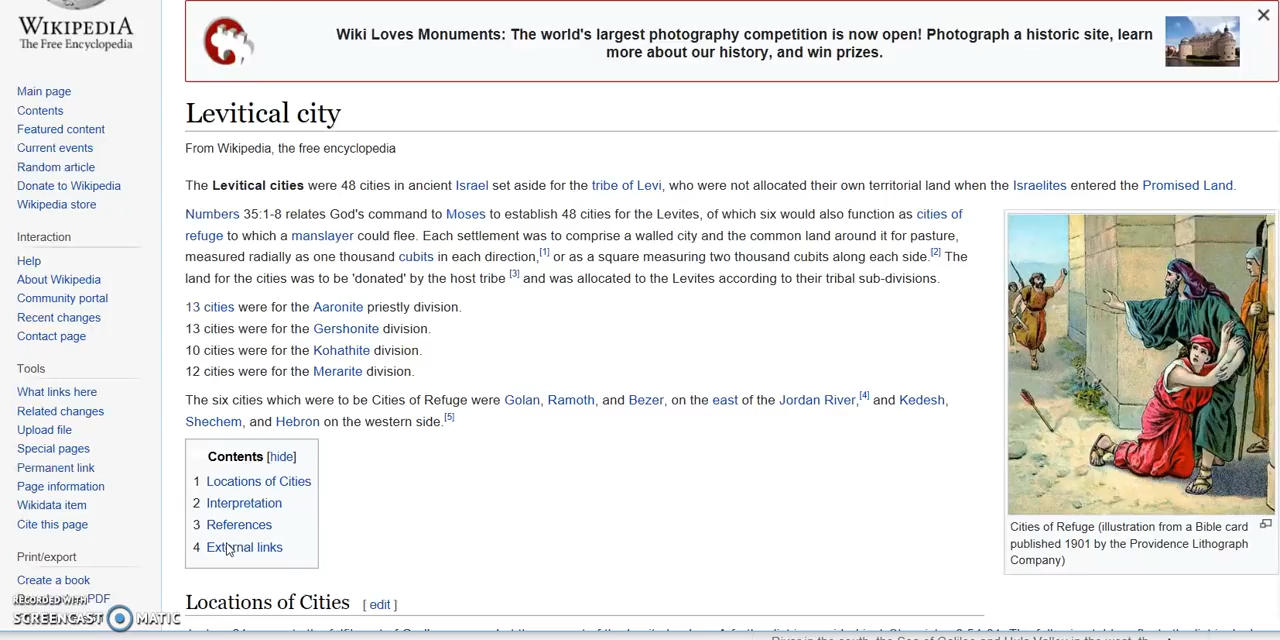 WIKIPEDIA
The Free Encyclopedia
Main page
Contents
Featured content
Current events
Random article
Donate to Wikipedia
Wikipedia store
Interaction
Help
About Wikipedia
Community portal
Recent changes
Contact page
Tools
What links here
Related changes
Upload file
Special pages
Permanent link
Page information
Wikidata item
Cite this page
Print/export
Create a book
PDF
RECORDED WITH
SCREENCAST MATIC
Wiki Loves Monuments: The world's largest photography competition is now open! Photograph a historic site, learn
more about our history, and win prizes.
Levitical city
From Wikipedia, the free encyclopedia
The Levitical cities were 48 cities in ancient Israel set aside for the tribe of Levi, who were not allocated their own territorial land when the Israelites entered the Promised Land.
Numbers 35:1-8 relates God's command to Moses to establish 48 cities for the Levites, of which six would also function as cities of
refuge to which a manslayer could flee. Each settlement was to comprise a walled city and the common land around it for pasture,
measured radially as one thousand cubits in each direction,[1] or as a square measuring two thousand cubits along each side.[2] The
land for the cities was to be 'donated' by the host tribe [3] and was allocated to the Levites according to their tribal sub-divisions.
13 cities were for the Aaronite priestly division.
13 cities were for the Gershonite division.
10 cities were for the Kohathite division.
12 cities were for the Merarite division.
The six cities which were to be Cities of Refuge were Golan, Ramoth, and Bezer, on the east of the Jordan River,[4] and Kedesh,
Shechem, and Hebron on the western side.[5]
Contents [hide]
1 Locations of Cities
2 Interpretation
3 References
4 External links
Locations of Cities [ edit ]
Cities of Refuge (illustration from a Bible card
published 1901 by the Providence Lithograph
Company)